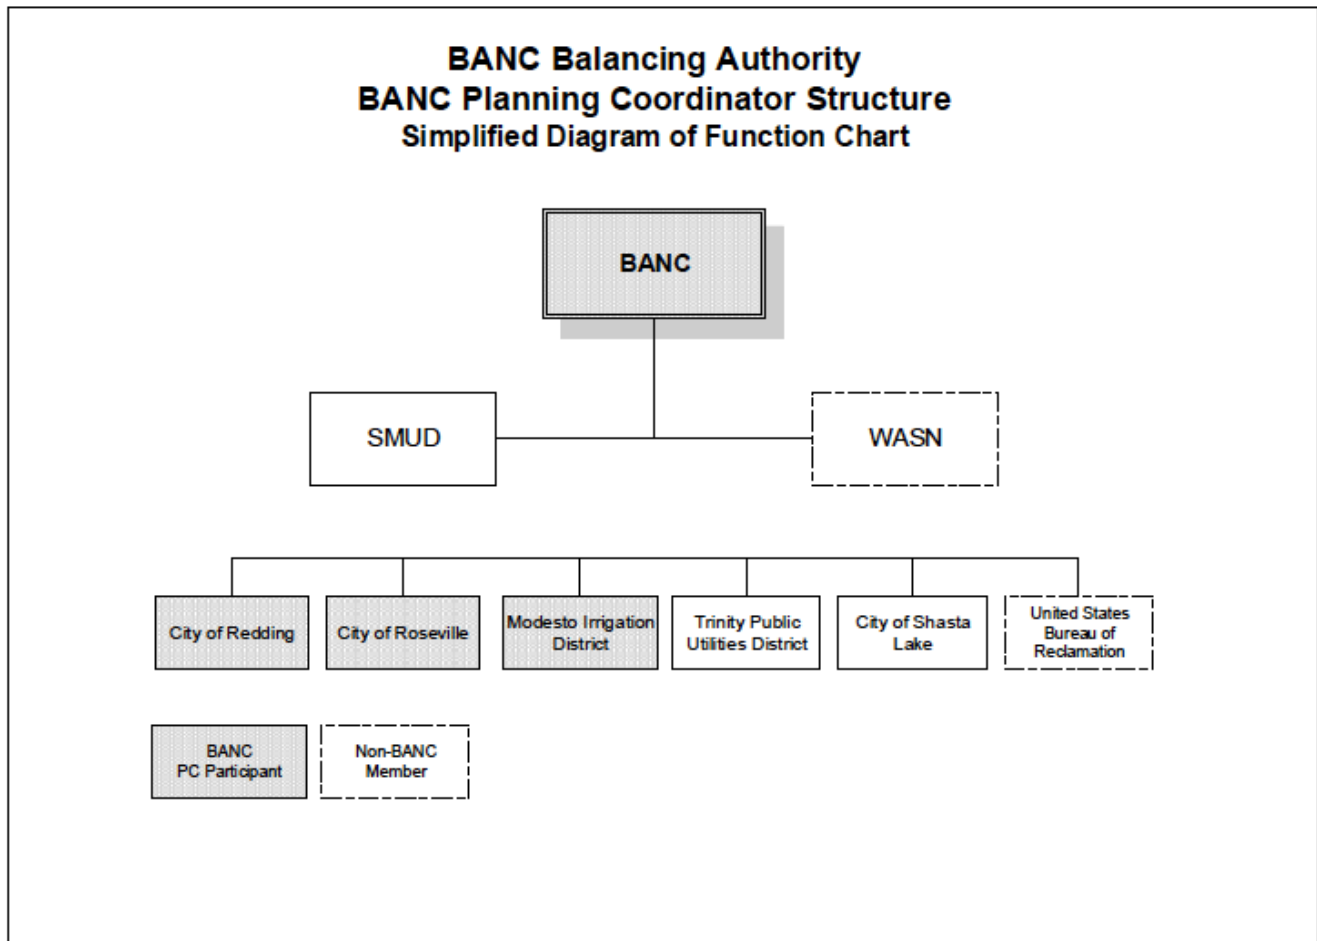 BANC Balancing Authority
BANC Planning Coordinator Structure
Simplified Diagram of Function Chart
BANC
SMUD
WASN
City of Redding
City of Roseville
Modesto Irrigation
District
Trinity Public
Utilities District
City of Shasta
Lake
United States
Bureau of
Reclamation
BANC
PC Participant
Non-BANC
Member